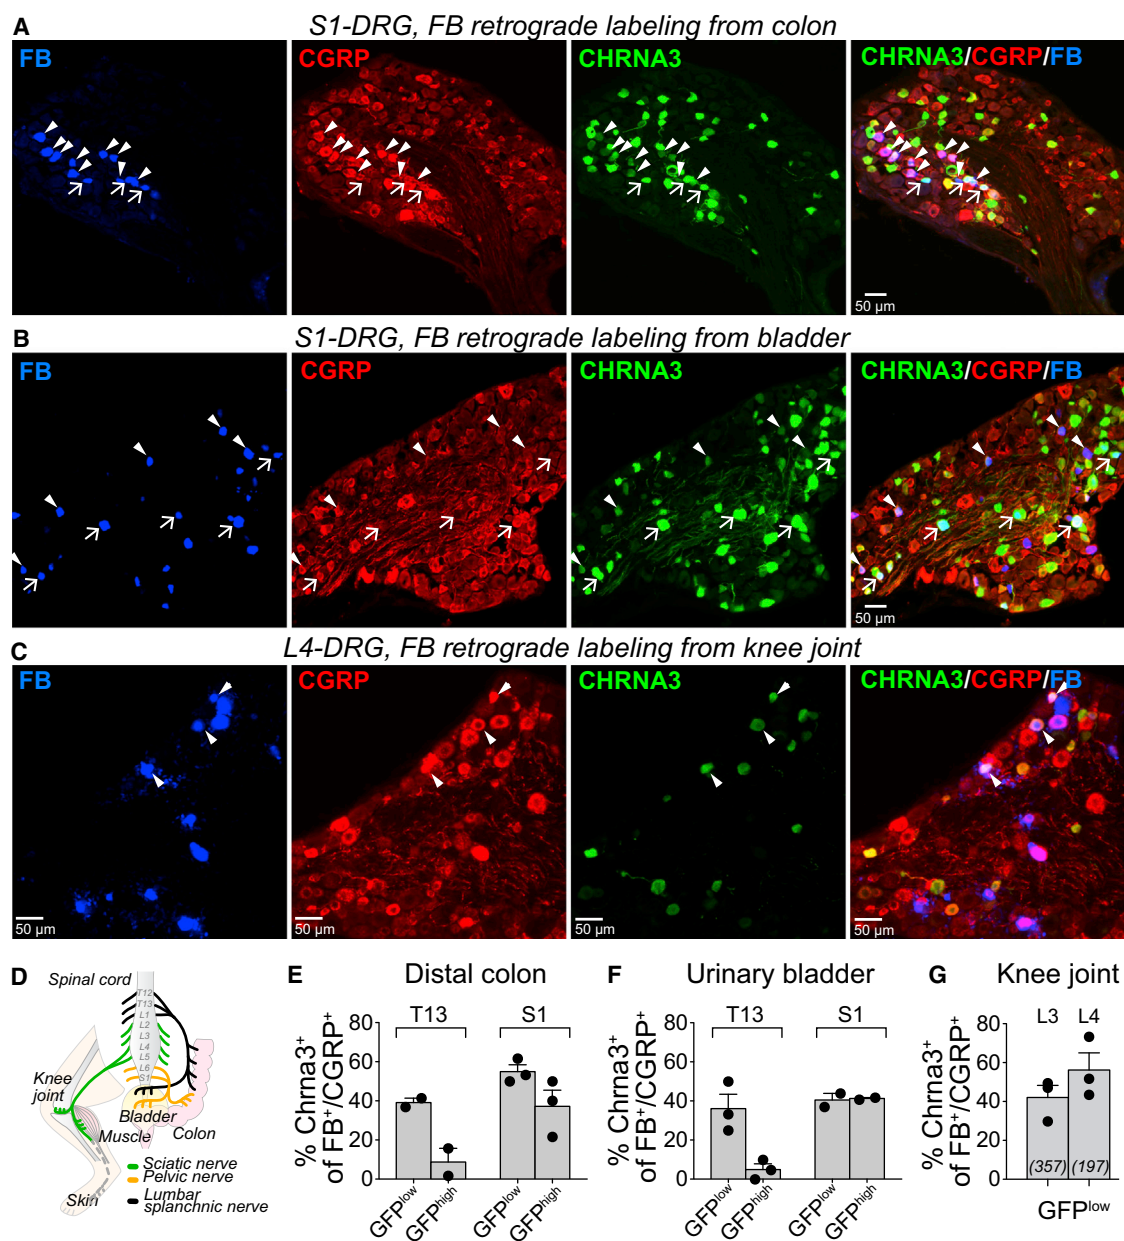 A S1-DRG, FB retrograde labeling from colon
FB CGRP CHRNA3 CHRNA3/CGRP/FB
50 µm
B S1-DRG, FB retrograde labeling from bladder
FB CGRP CHRNA3 CHRNA3/CGRP/FB
50 µm
C L4-DRG, FB retrograde labeling from knee joint
FB CGRP CHRNA3 CHRNA3/CGRP/FB
50 µm 50 µm 50 µm 50 µm
D
Spinal cord
T12
T13
L1
L2
L3
L4
L5
L6
S1
Knee
joint
Bladder
Muscle
Colon
Skin
Sciatic nerve
Pelvic nerve
Lumbar
splanchnic nerve
E Distal colon
T13 S1
% Chrna3+
of FB+/CGRP+
80
60
40
20
0
GFPlow GFPhigh GFPlow GFPhigh
F Urinary bladder
T13 S1
% Chrna3+
of FB+/CGRP+
80
60
40
20
0
GFPlow GFPhigh GFPlow GFPhigh
G Knee joint
L3 L4
% Chrna3+
of FB+/CGRP+
80
60
40
20
0
(357) (197)
GFPlow